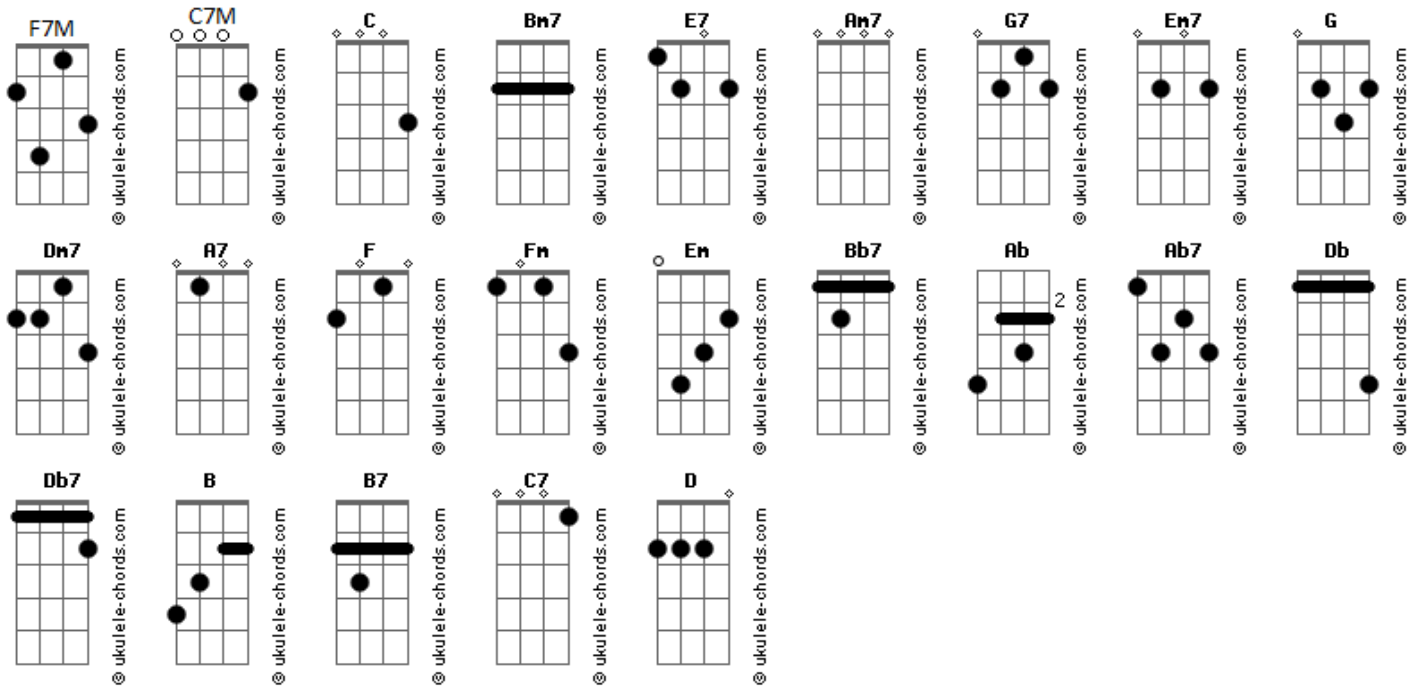 F7M C7M C Bm7 E7 Am7 G7 Em7 G
© ukulele-chords.com © ukulele-chords.com © ukulele-chords.com © ukulele-chords.com © ukulele-chords.com © ukulele-chords.com © ukulele-chords.com © ukulele-chords.com © ukulele-chords.com
Dm7 A7 F Fm Em Bb7 Ab Ab7 Db
2
© ukulele-chords.com © ukulele-chords.com © ukulele-chords.com © ukulele-chords.com © ukulele-chords.com © ukulele-chords.com © ukulele-chords.com © ukulele-chords.com © ukulele-chords.com
Db7 B B7 C7 D
© ukulele-chords.com © ukulele-chords.com © ukulele-chords.com © ukulele-chords.com © ukulele-chords.com